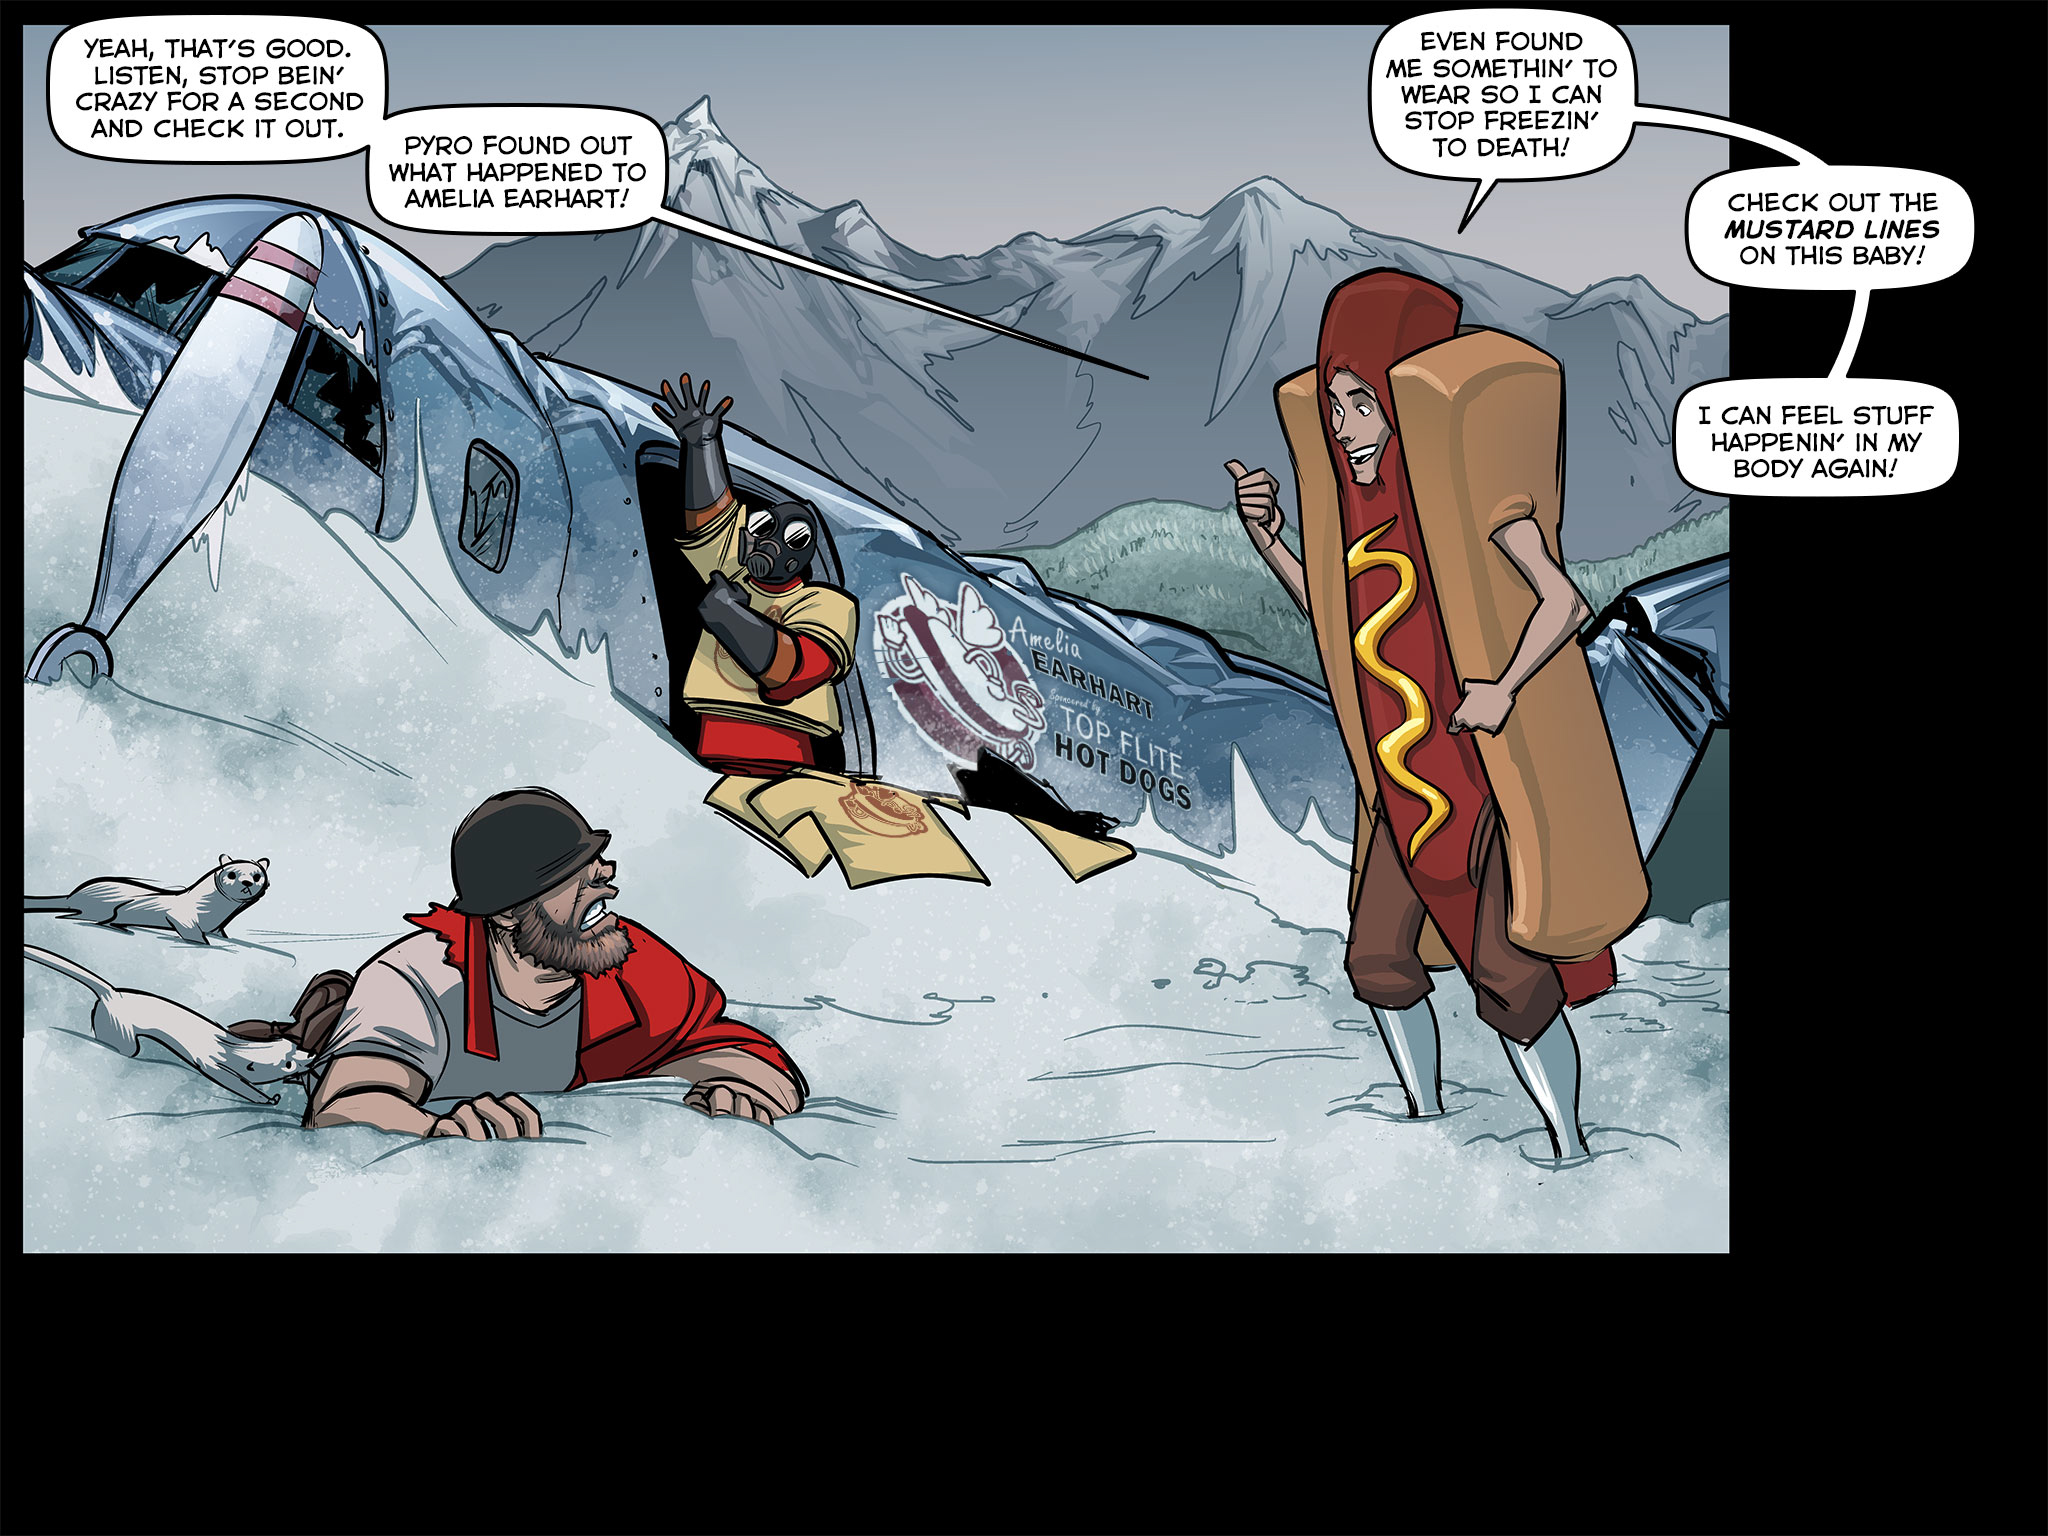 YEAH, THAT'S GOOD.
LISTEN, STOP BEIN'
CRAZY FOR A SECOND
AND CHECK IT OUT.
PYRO FOUND OUT
WHAT HAPPENED TO
AMELIA EARHART!
EVEN FOUND
ME SOMETHIN' TO
WEAR SO I CAN
STOP FREEZIN'
TO DEATH!
CHECK OUT THE
MUSTARD LINES
ON THIS BABY!
I CAN FEEL STUFF
HAPPENIN' IN MY
BODY AGAIN!
Amelia
EARHART
Sponsored by
TOP FLITE
HOT DOGS